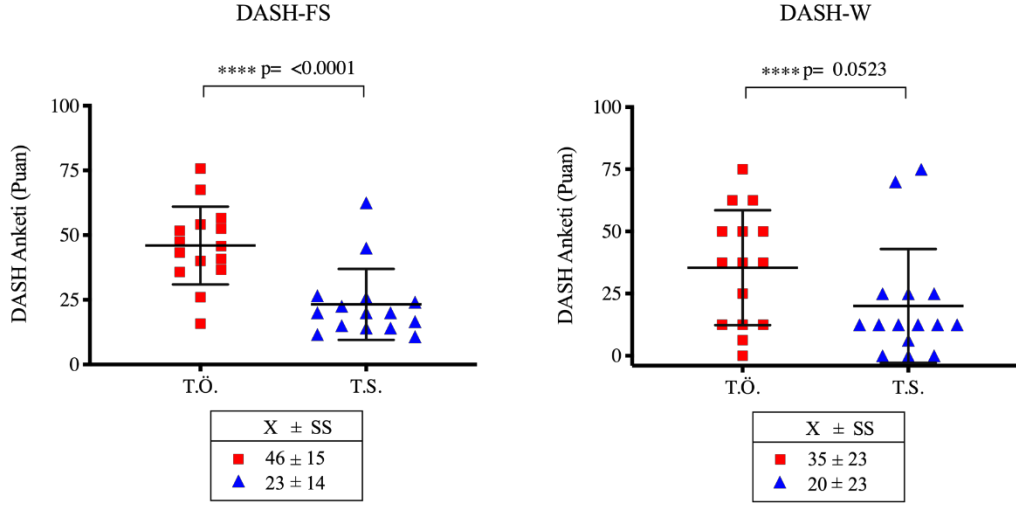 DASH-FS
**** p= <0.0001
DASH Anketi (Puan)
100
75
50
25
0
T.Ö.
T.S.
X ± SS
46 ± 15
23 ± 14
DASH-W
**** p= 0.0523
DASH Anketi (Puan)
100
75
50
25
0
T.Ö.
T.S.
X ± SS
35 ± 23
20 ± 23